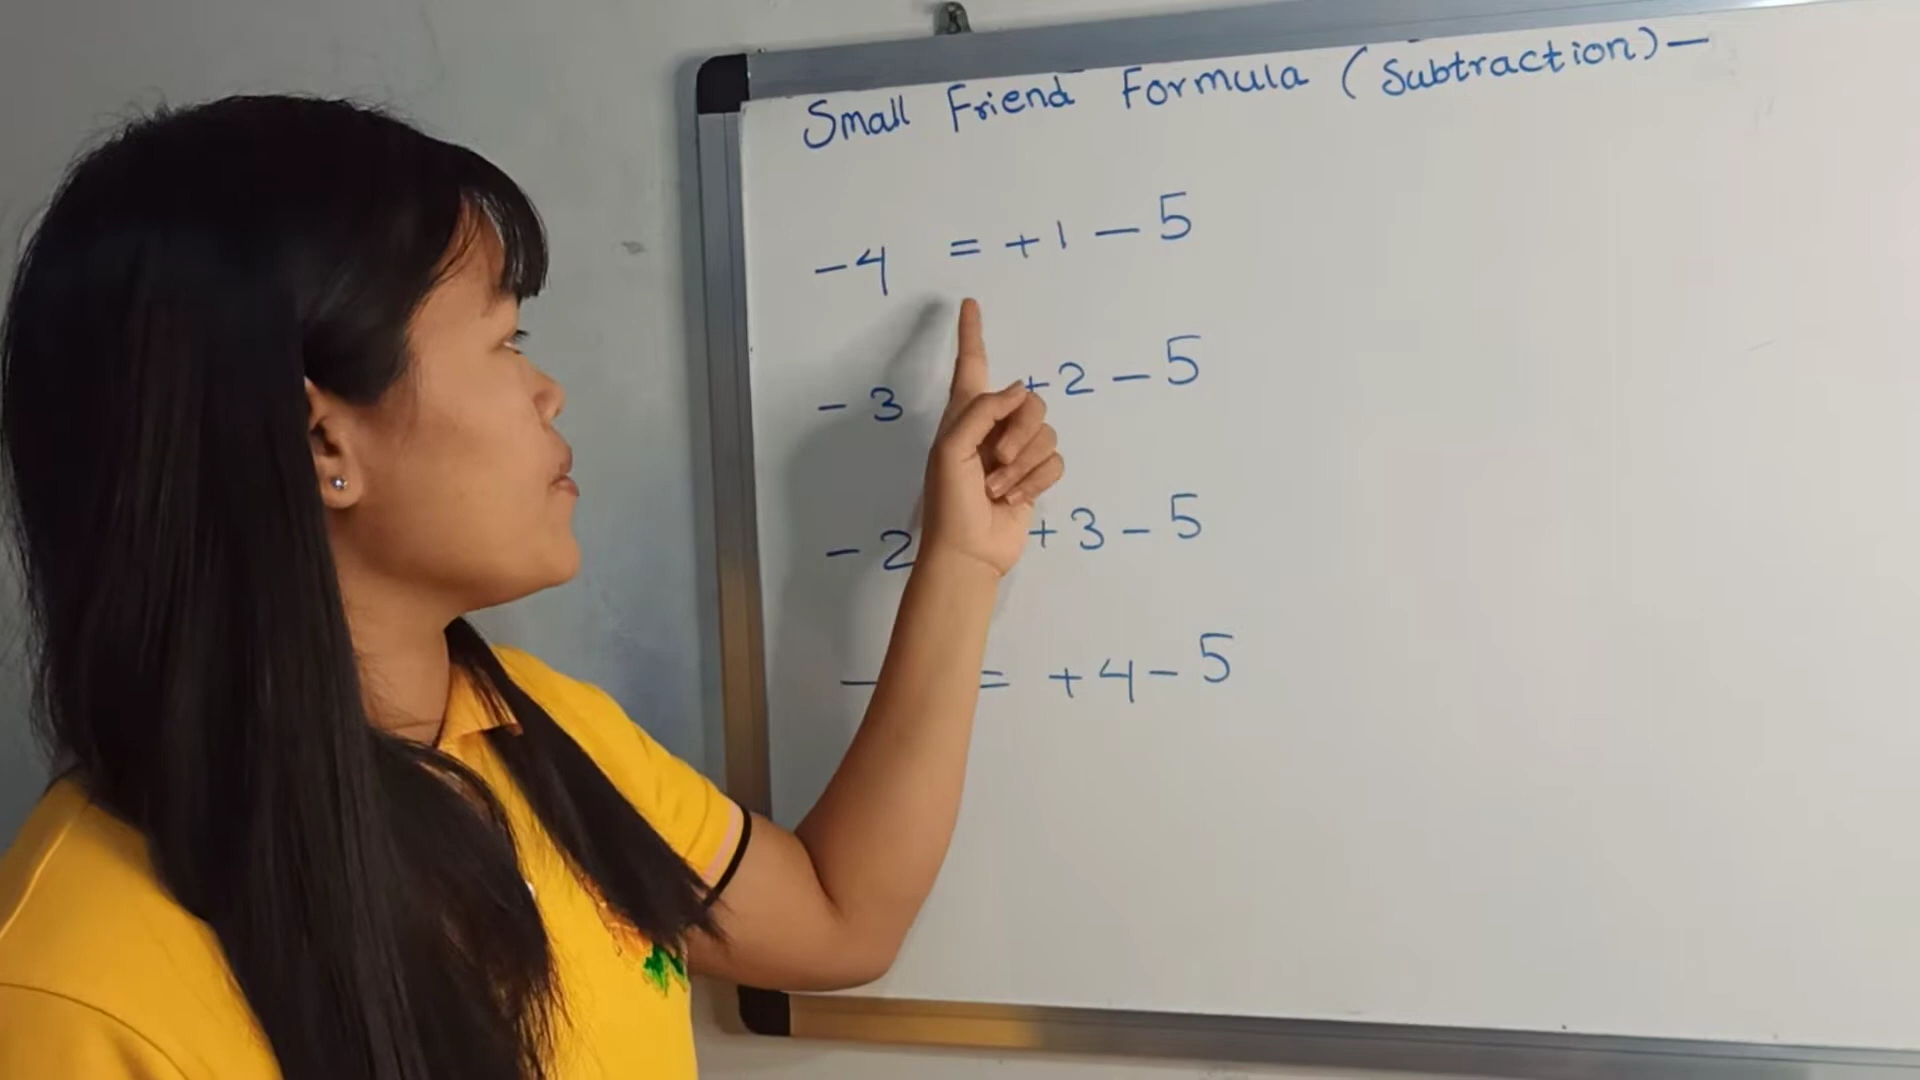 Small Friend Formula (Subtraction) —
-4 = +1 - 5
- 3 +2 - 5
- 2 +3 - 5
- = +4 - 5